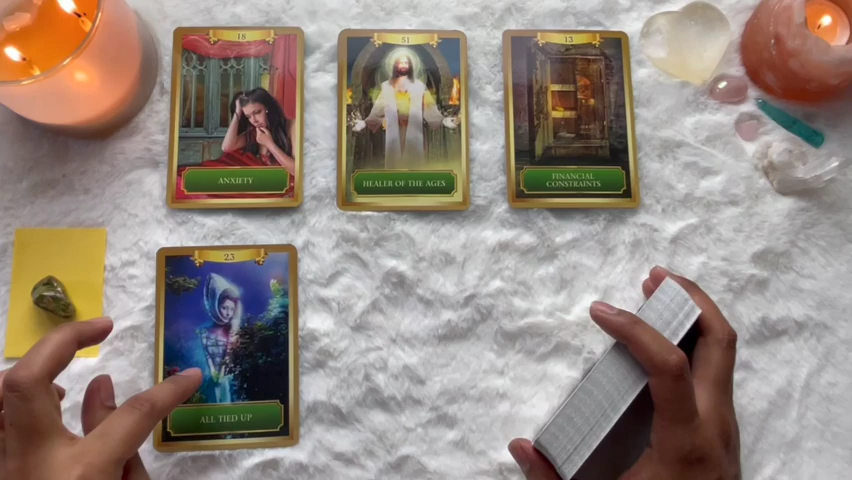 18
ANXIETY
51
HEALER OF THE AGES
13
FINANCIAL
CONSTRAINTS
23
ALL TIED UP